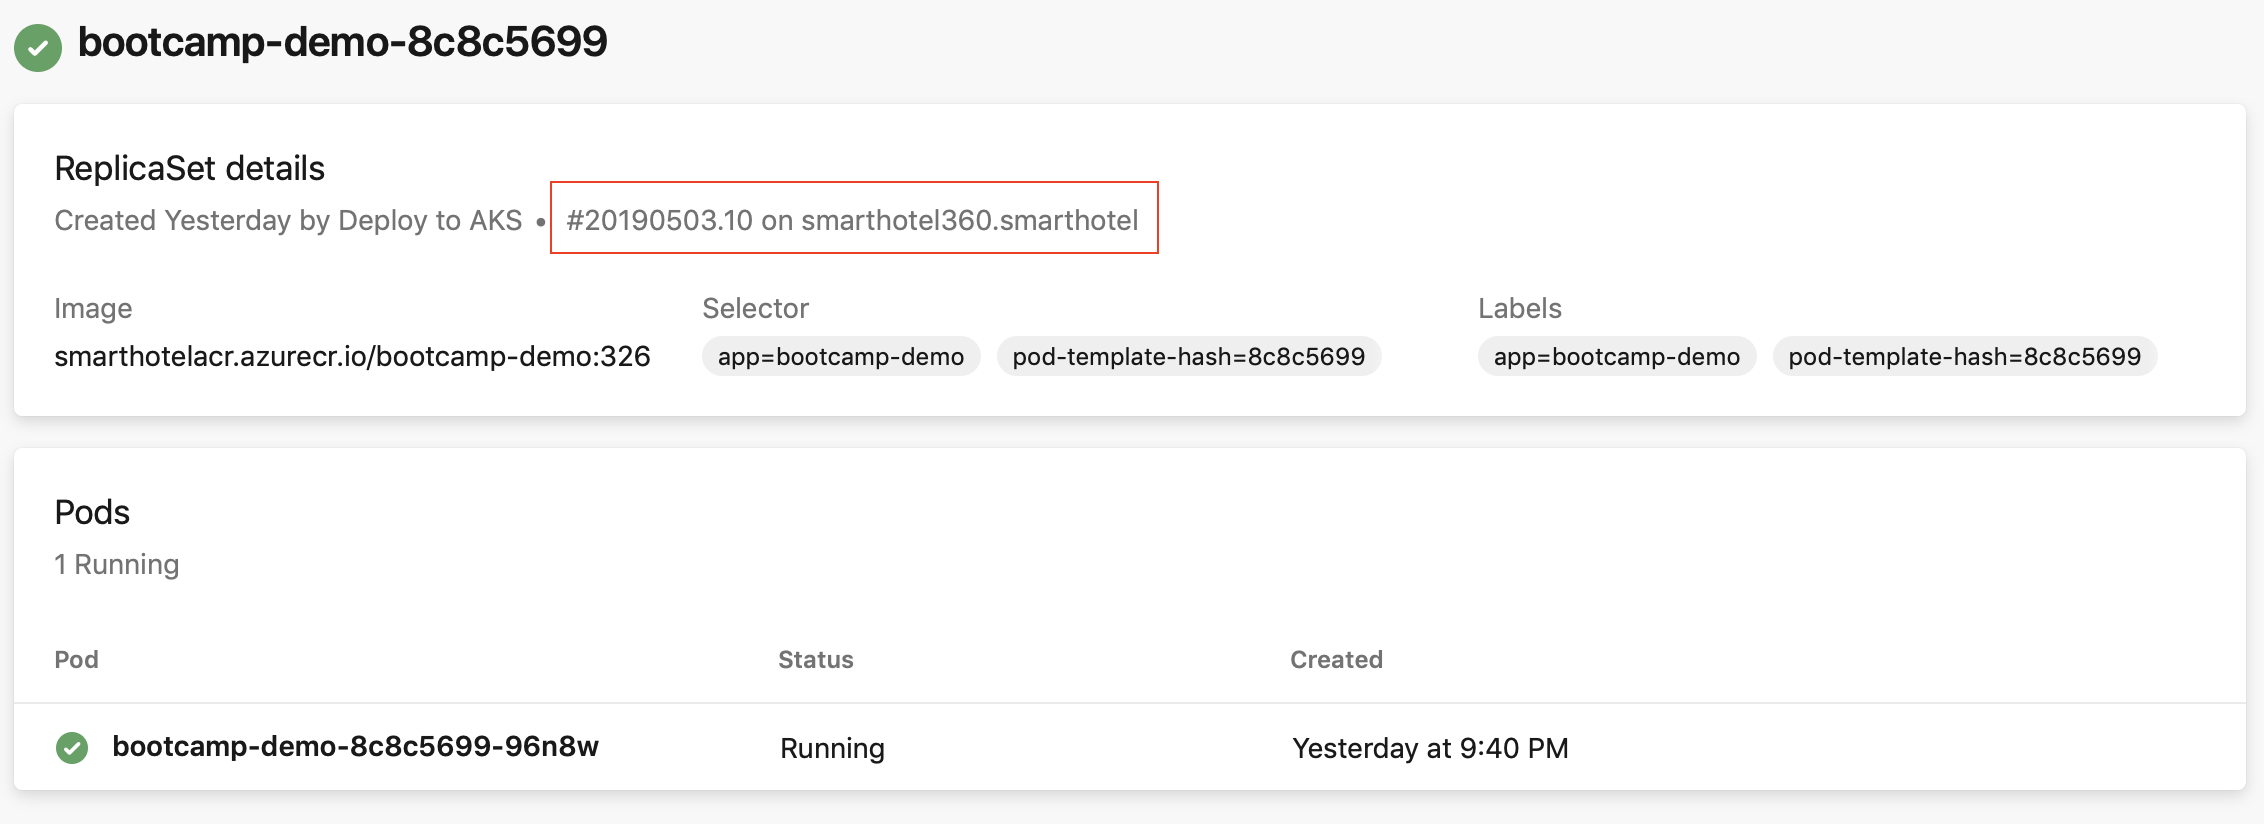 bootcamp-demo-8c8c5699
ReplicaSet details
Created Yesterday by Deploy to AKS • #20190503.10 on smarthotel360.smarthotel
Image Selector Labels
smarthotelacr.azurecr.io/bootcamp-demo:326 app=bootcamp-demo pod-template-hash=8c8c5699 app=bootcamp-demo pod-template-hash=8c8c5699
Pods
1 Running
Pod Status Created
bootcamp-demo-8c8c5699-96n8w Running Yesterday at 9:40 PM